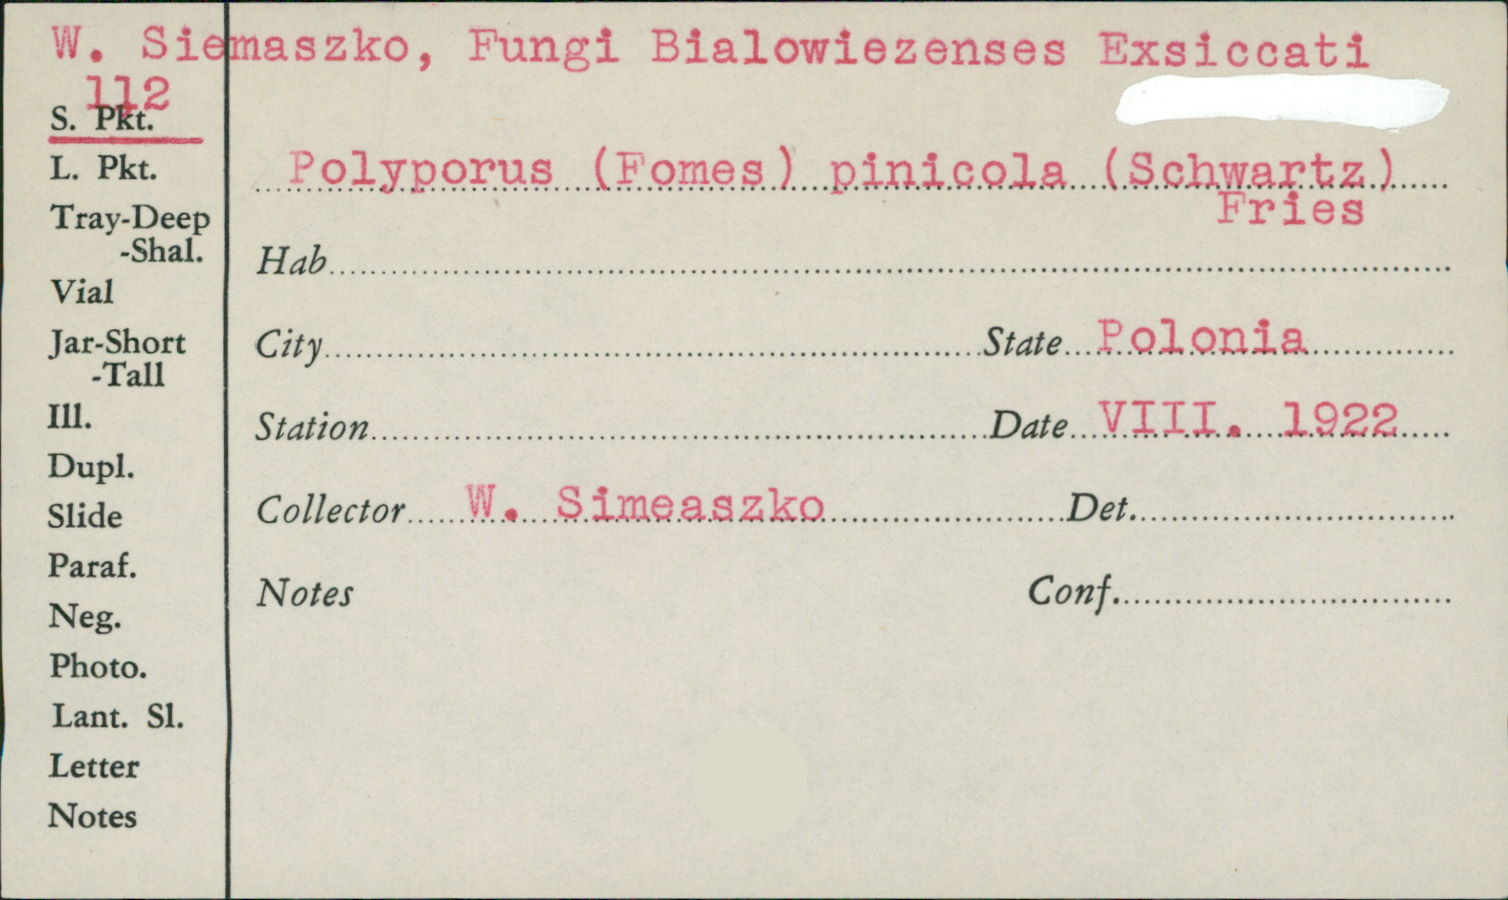 W. Siemaszko, Fungi Bialowiezenses Exsiccati
112
S. Pkt.
L. Pkt.
Polyporus (Fomes) pinicola (Schwartz)
Fries
Tray-Deep
-Shal.
Hab
Vial
Jar-Short
-Tall
City State Polonia
Ill.
Station Date VIII. 1922
Dupl.
Slide
Collector W. Simeaszko Det.
Paraf.
Notes Conf.
Neg.
Photo.
Lant. Sl.
Letter
Notes